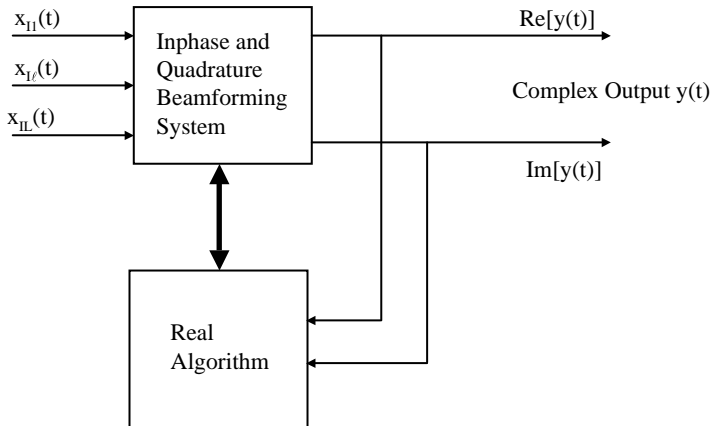 x_I1(t)
Re[y(t)]
Inphase and
Quadrature
Beamforming
System
x_Iℓ(t)
Complex Output y(t)
x_IL(t)
Im[y(t)]
Real
Algorithm